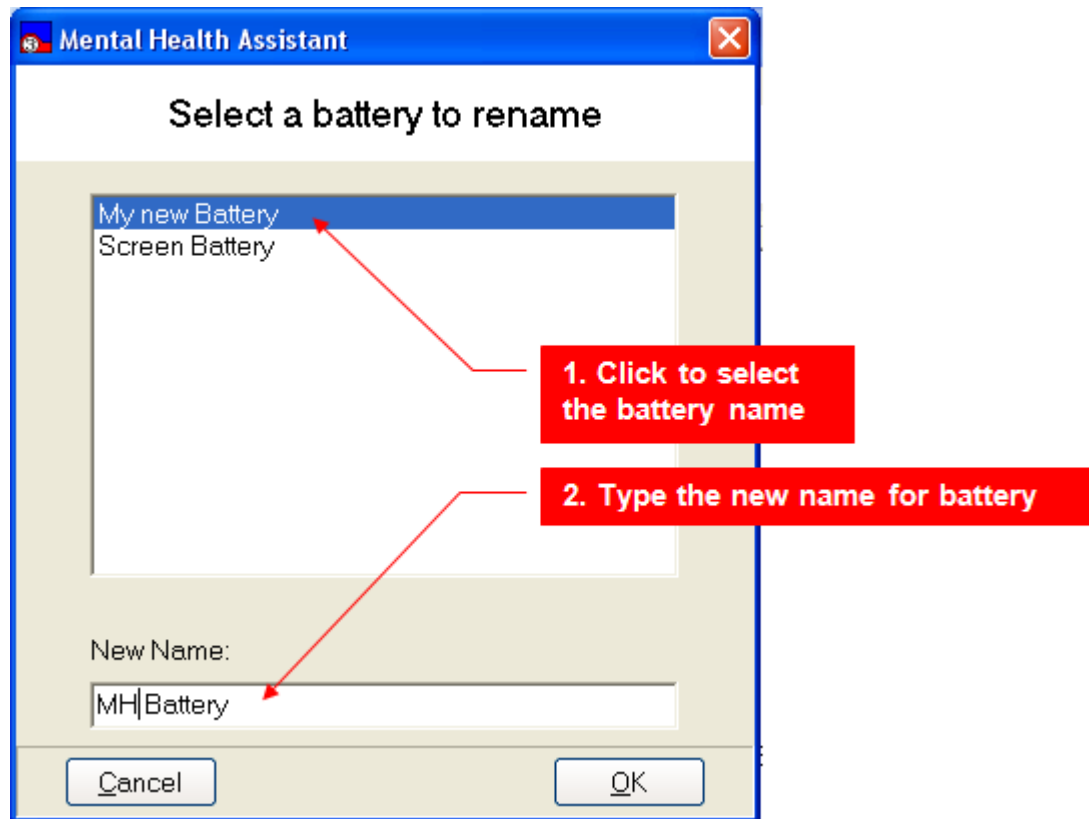 Mental Health Assistant
Select a battery to rename
My new Battery
Screen Battery
1. Click to select
the battery name
2. Type the new name for battery
New Name:
MH Battery
Cancel
OK